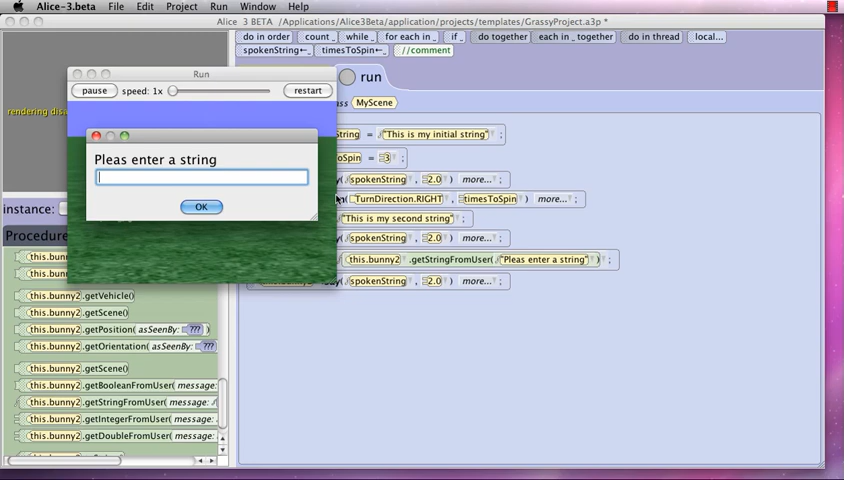 Alice-3.beta File Edit Project Run Window Help
Alice 3 BETA /Applications/Alice3Beta/application/projects/templates/GrassyProject.a3p *
do in order count _ while _ for each in _ if _ do together each in _ together do in thread local...
spokenString← timesToSpin← //comment
Run
pause speed: 1x restart
run
MyScene
rendering disa
String = "This is my initial string" ;
Pleas enter a string
OK
oSpin = 3 ;
spokenString , 2.0 ) more... ;
TurnDirection.RIGHT , timesToSpin ) more... ;
"This is my second string" ;
spokenString , 2.0 ) more... ;
this.bunny2 .getStringFromUser( "Pleas enter a string" ) ;
spokenString , 2.0 ) more... ;
instance:
Procedure
this.bunn
this.bunn
this.bunny2 .getVehicle()
this.bunny2 .getScene()
this.bunny2 .getPosition( asSeenBy: ??? )
this.bunny2 .getOrientation( asSeenBy: ???
this.bunny2 .getScene()
this.bunny2 .getBooleanFromUser( message:
this.bunny2 .getStringFromUser( message:
this.bunny2 .getIntegerFromUser( message:
this.bunny2 .getDoubleFromUser( message: